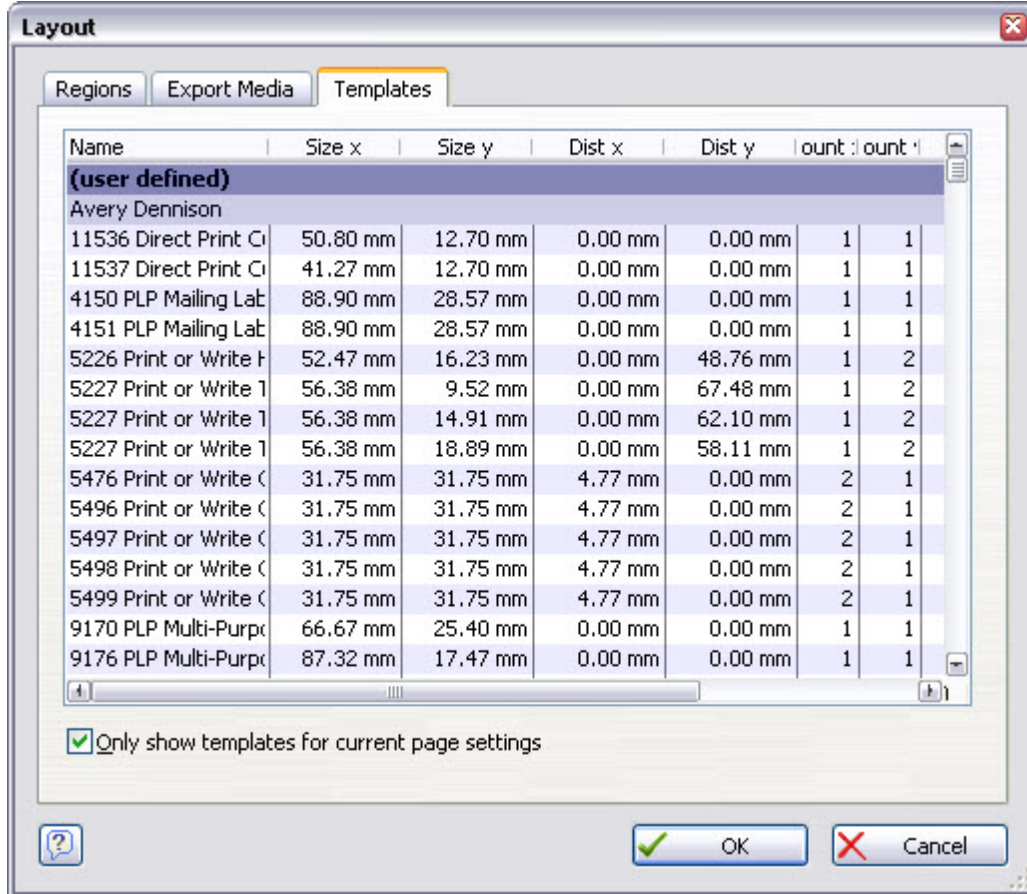 Layout
Regions Export Media Templates
Name Size x Size y Dist x Dist y ount : ount
(user defined)
Avery Dennison
11536 Direct Print C 50.80 mm 12.70 mm 0.00 mm 0.00 mm 1 1
11537 Direct Print C 41.27 mm 12.70 mm 0.00 mm 0.00 mm 1 1
4150 PLP Mailing Lab 88.90 mm 28.57 mm 0.00 mm 0.00 mm 1 1
4151 PLP Mailing Lab 88.90 mm 28.57 mm 0.00 mm 0.00 mm 1 1
5226 Print or Write H 52.47 mm 16.23 mm 0.00 mm 48.76 mm 1 2
5227 Print or Write T 56.38 mm 9.52 mm 0.00 mm 67.48 mm 1 2
5227 Print or Write T 56.38 mm 14.91 mm 0.00 mm 62.10 mm 1 2
5227 Print or Write T 56.38 mm 18.89 mm 0.00 mm 58.11 mm 1 2
5476 Print or Write C 31.75 mm 31.75 mm 4.77 mm 0.00 mm 2 1
5496 Print or Write C 31.75 mm 31.75 mm 4.77 mm 0.00 mm 2 1
5497 Print or Write C 31.75 mm 31.75 mm 4.77 mm 0.00 mm 2 1
5498 Print or Write C 31.75 mm 31.75 mm 4.77 mm 0.00 mm 2 1
5499 Print or Write C 31.75 mm 31.75 mm 4.77 mm 0.00 mm 2 1
9170 PLP Multi-Purpo 66.67 mm 25.40 mm 0.00 mm 0.00 mm 1 1
9176 PLP Multi-Purpo 87.32 mm 17.47 mm 0.00 mm 0.00 mm 1 1
Only show templates for current page settings
OK Cancel